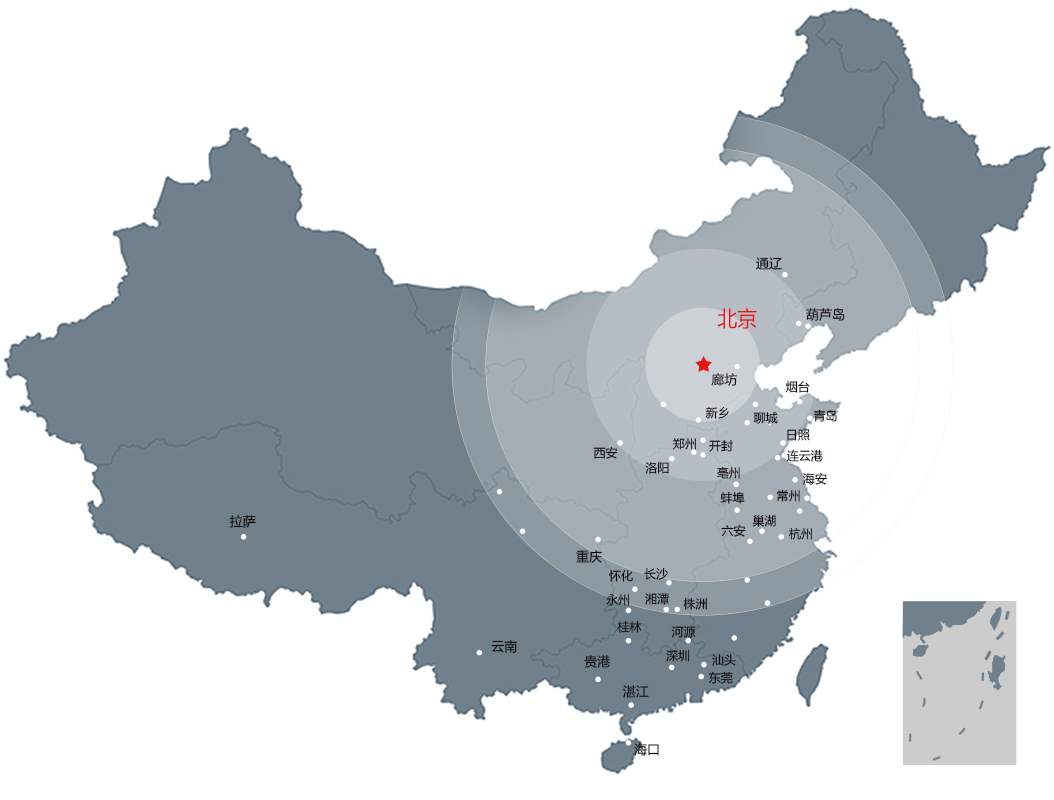 通辽
葫芦岛
北京
廊坊
烟台
新乡
聊城
青岛
日照
郑州
开封
西安
洛阳
连云港
亳州
海安
蚌埠
常州
拉萨
巢湖
六安
杭州
重庆
怀化
长沙
永州
湘潭
株洲
桂林
河源
云南
贵港
深圳
汕头
东莞
湛江
海口